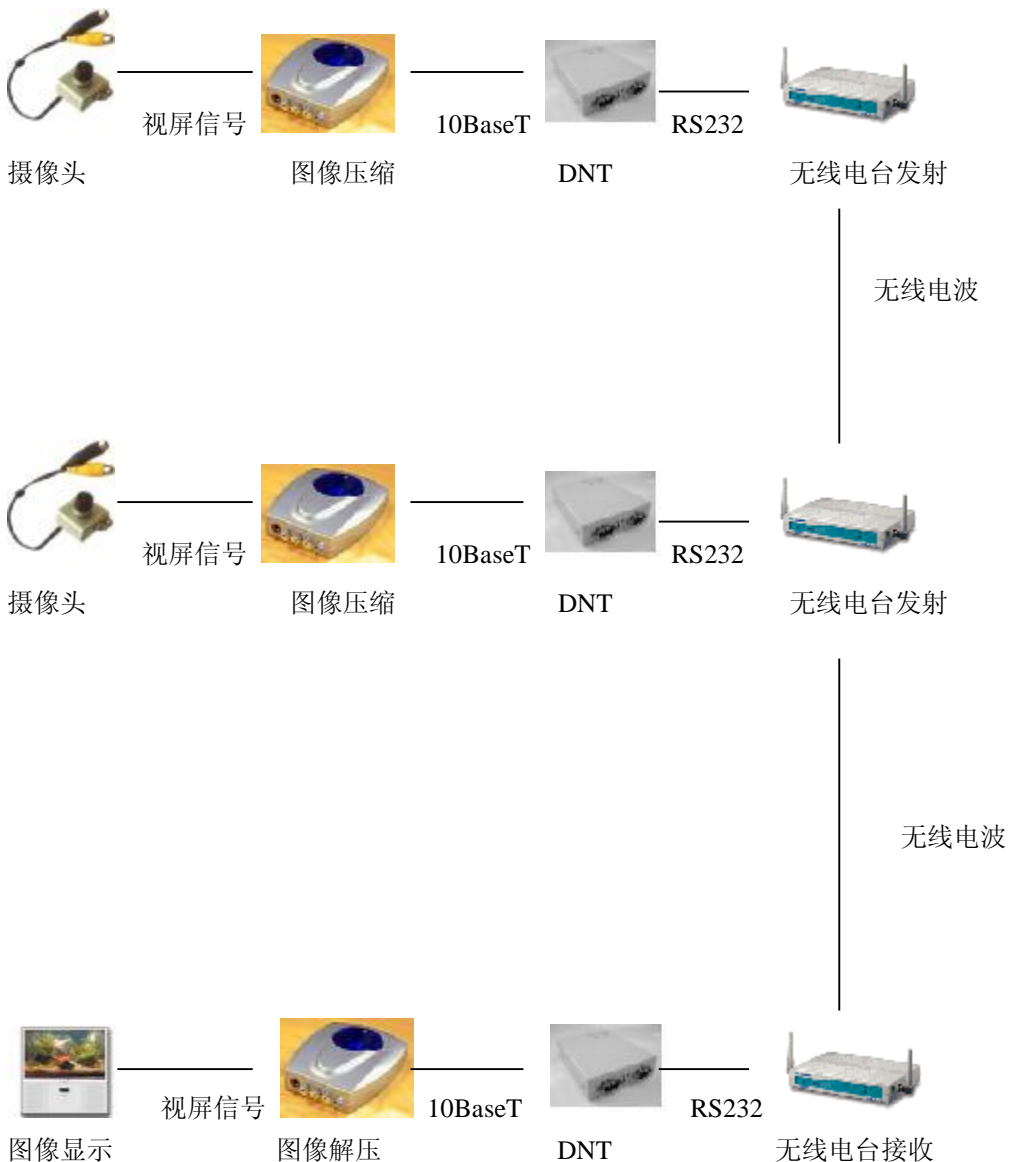 视屏信号 10BaseT RS232
摄像头 图像压缩 DNT 无线电台发射
无线电波
视屏信号 10BaseT RS232
摄像头 图像压缩 DNT 无线电台发射
无线电波
视屏信号 10BaseT RS232
图像显示 图像解压 DNT 无线电台接收